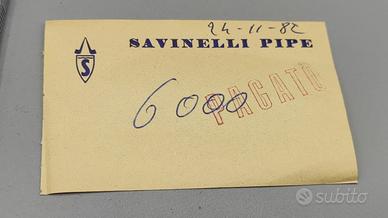 24-11-82
SAVINELLI PIPE
S
6000
PAGATO
subito